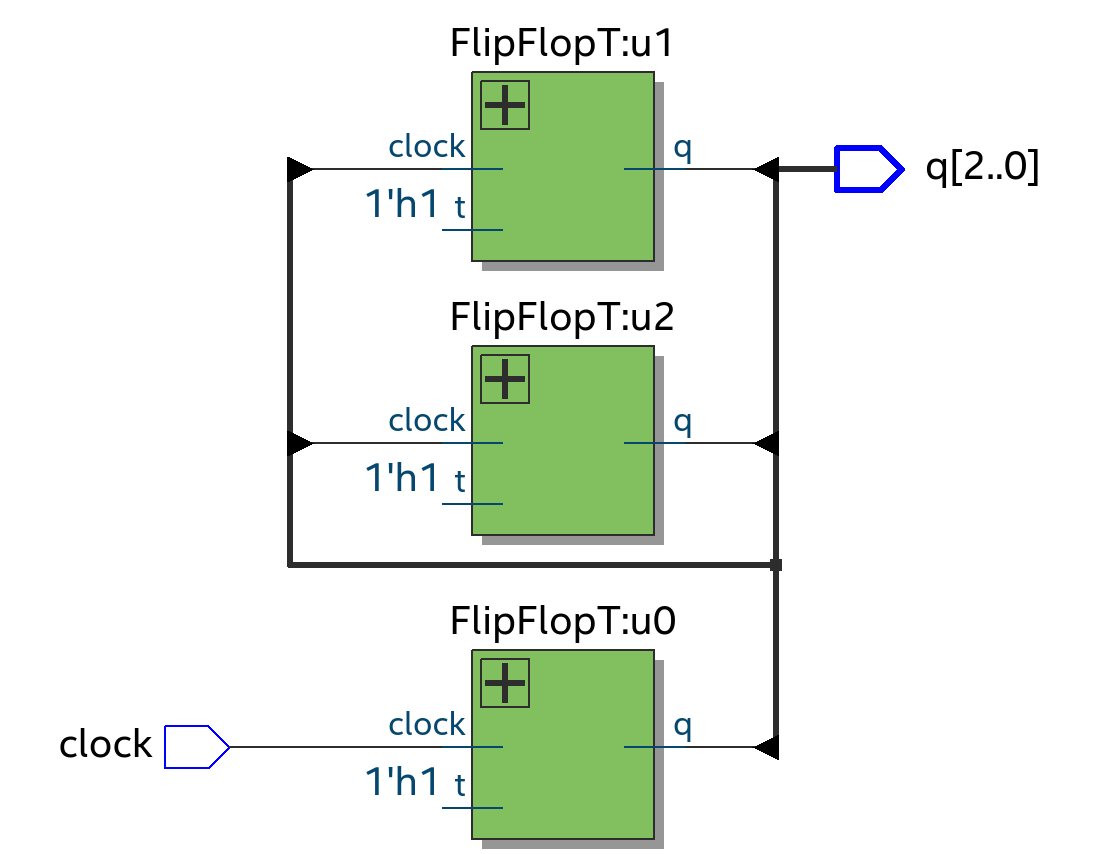 FlipFlopT:u1
clock
q
q[2..0]
1'h1 t
FlipFlopT:u2
clock
q
1'h1 t
FlipFlopT:u0
clock
q
clock
1'h1 t